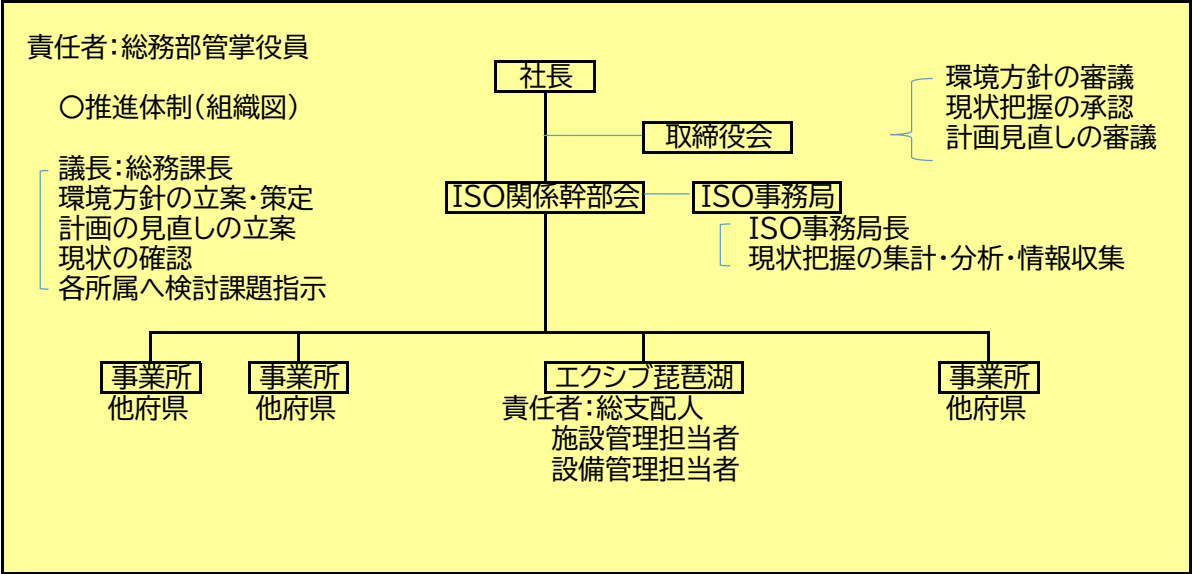 責任者：総務部管掌役員
〇推進体制(組織図)
社長
取締役会
環境方針の審議
現状把握の承認
計画見直しの審議
議長：総務課長
環境方針の立案・策定
計画の見直しの立案
現状の確認
各所属へ検討課題指示
ISO関係幹部会
ISO事務局
ISO事務局長
現状把握の集計・分析・情報収集
事業所
他府県
事業所
他府県
エクシブ琵琶湖
責任者：総支配人
施設管理担当者
設備管理担当者
事業所
他府県